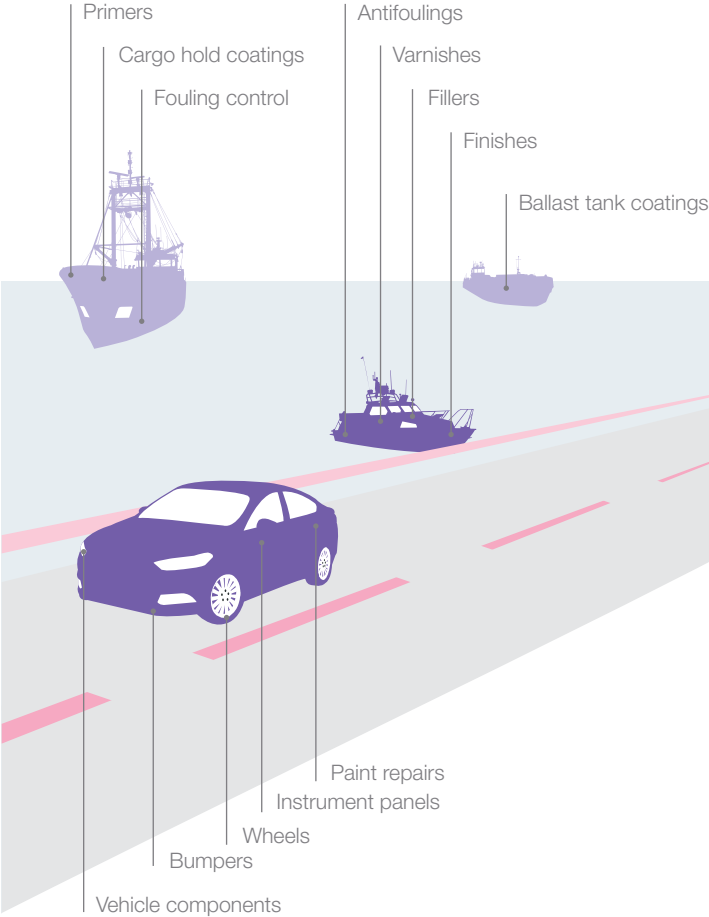 Primers
Cargo hold coatings
Fouling control
Antifoulings
Varnishes
Fillers
Finishes
Ballast tank coatings
Paint repairs
Instrument panels
Wheels
Bumpers
Vehicle components